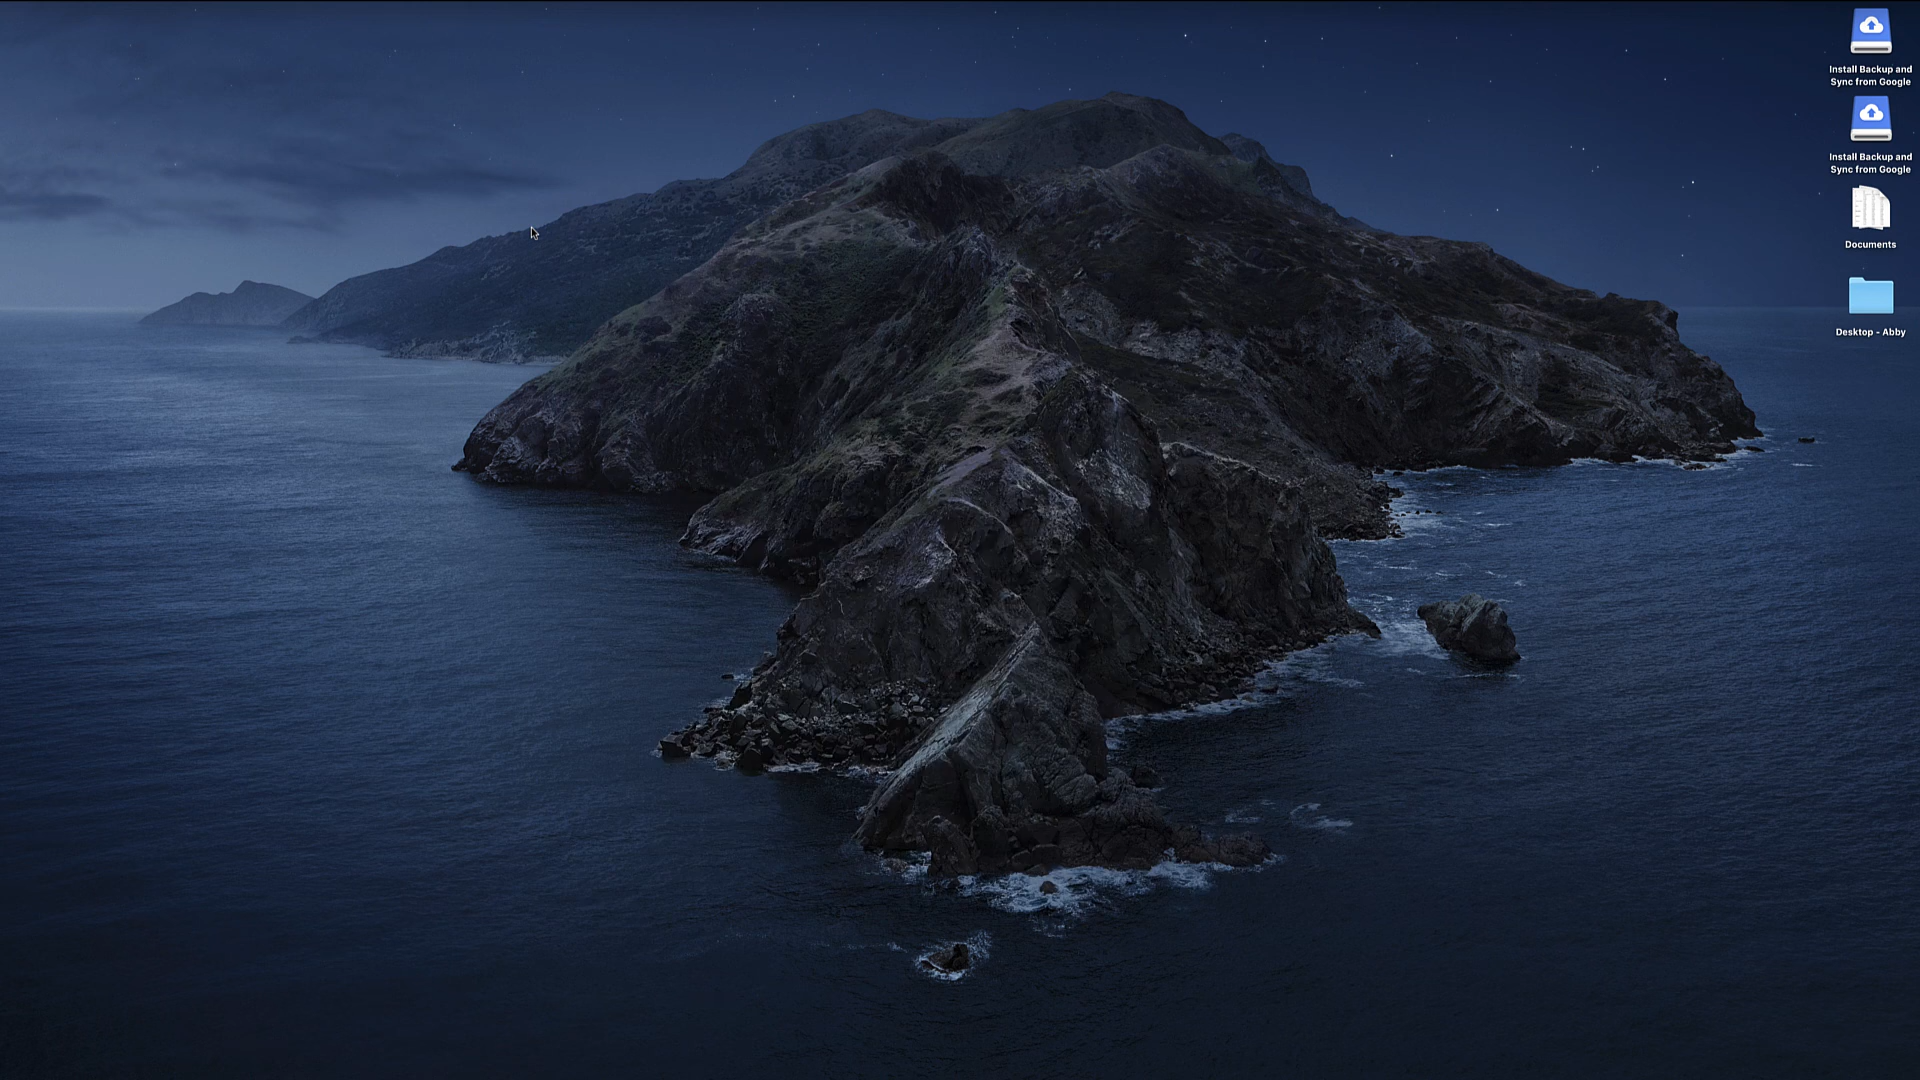 Install Backup and
Sync from Google
Install Backup and
Sync from Google
Documents
Desktop - Abby